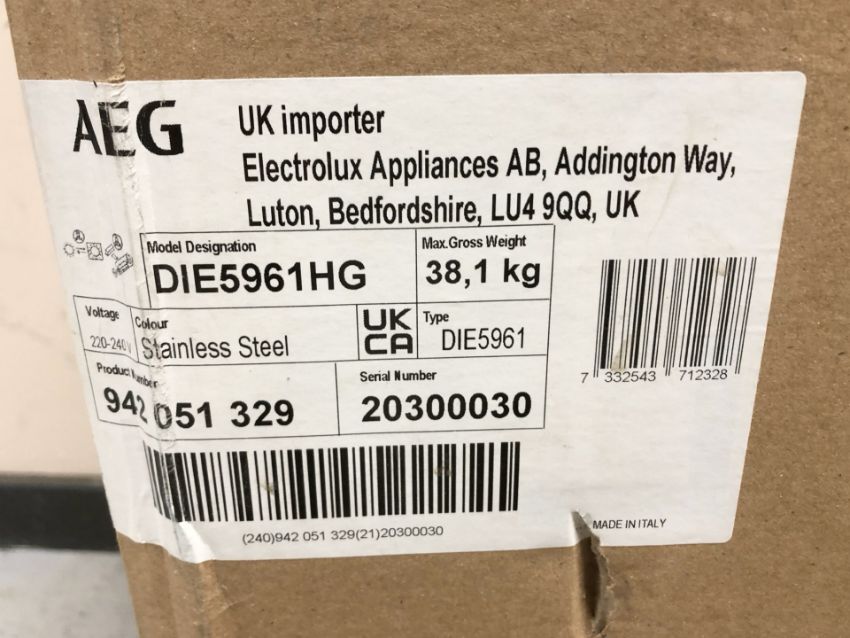 AEG
UK importer
Electrolux Appliances AB, Addington Way,
Luton, Bedfordshire, LU4 9QQ, UK
Model Designation
DIE5961HG
Max.Gross Weight
38,1 kg
Voltage
220-240V
Colour
Stainless Steel
UK
CA
Type
DIE5961
Product Number
942 051 329
Serial Number
20300030
7 332543 712328
(240)942 051 329(21)20300030
MADE IN ITALY